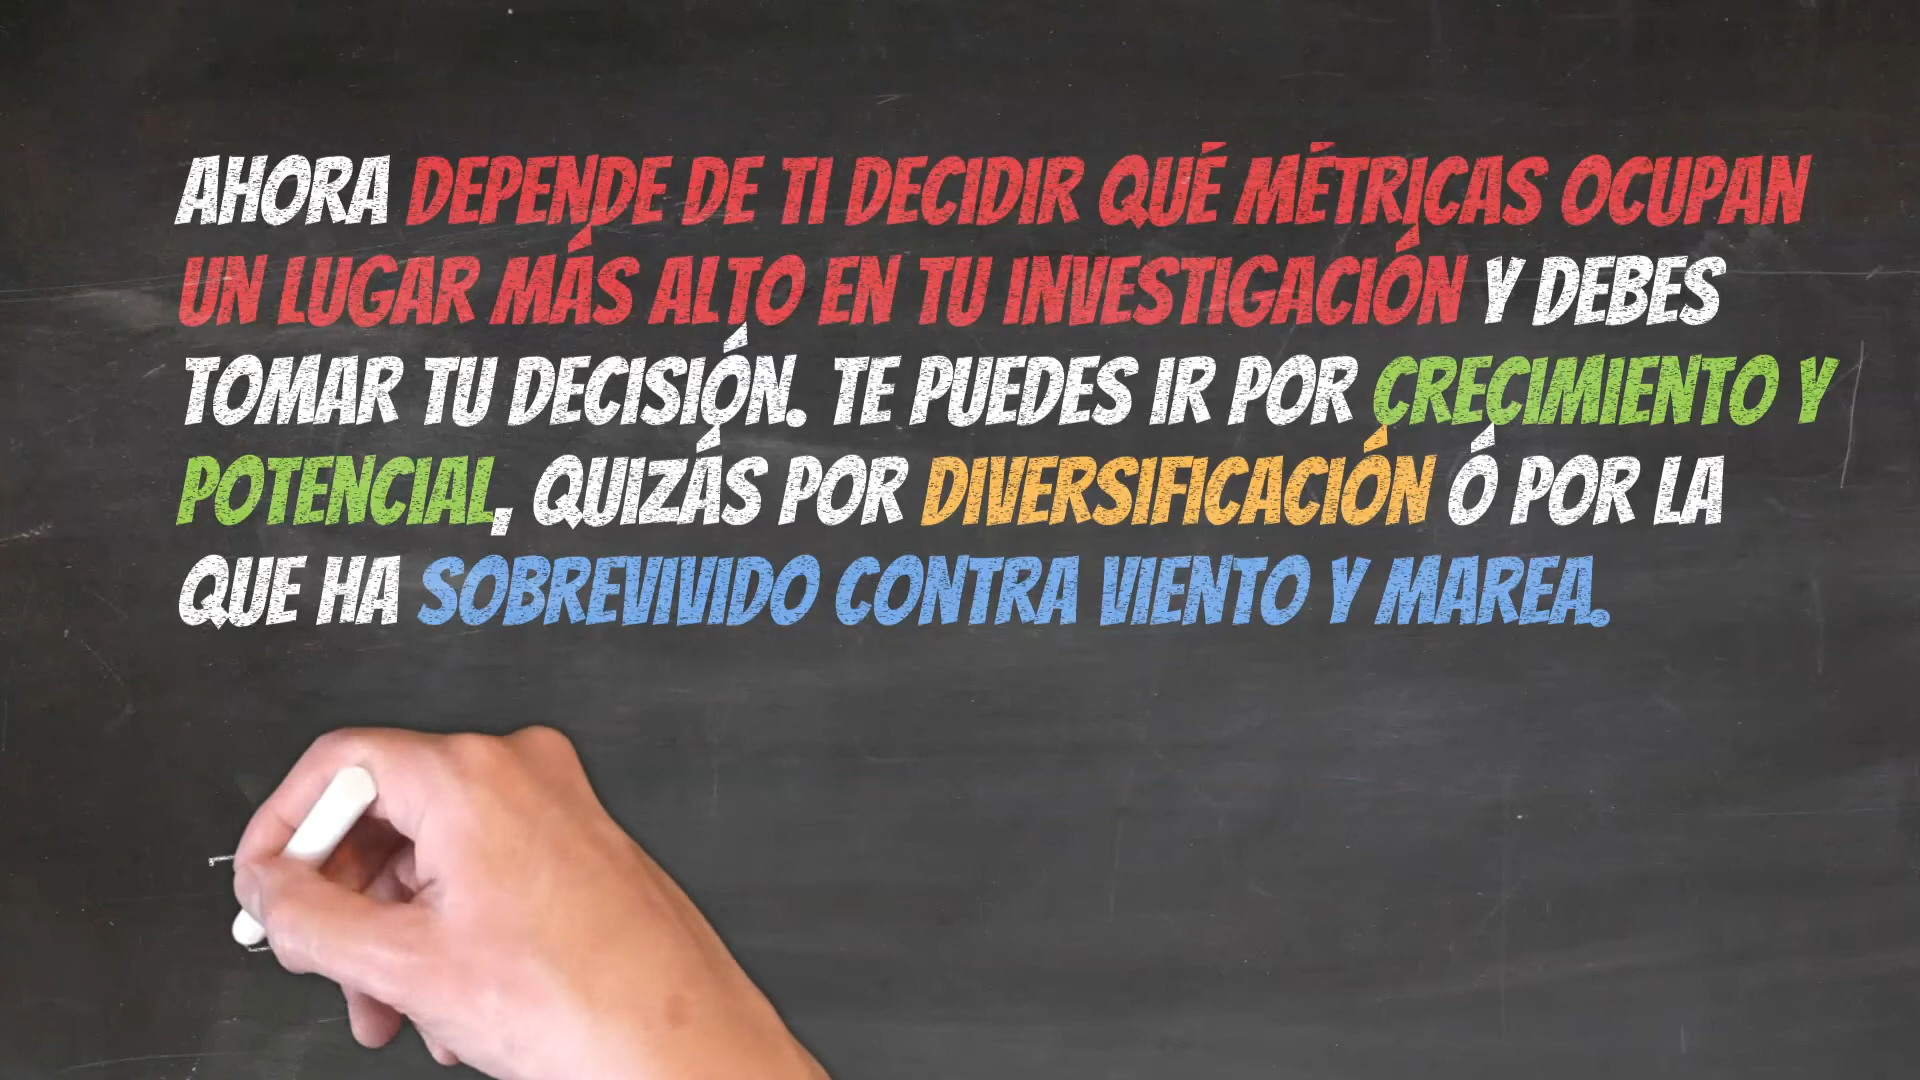 AHORA DEPENDE DE TI DECIDIR QUÉ MÉTRICAS OCUPAN
UN LUGAR MÁS ALTO EN TU INVESTIGACIÓN Y DEBES
TOMAR TU DECISIÓN. TE PUEDES IR POR CRECIMIENTO Y
POTENCIAL, QUIZÁS POR DIVERSIFICACIÓN Ó POR LA
QUE HA SOBREVIVIDO CONTRA VIENTO Y MAREA.